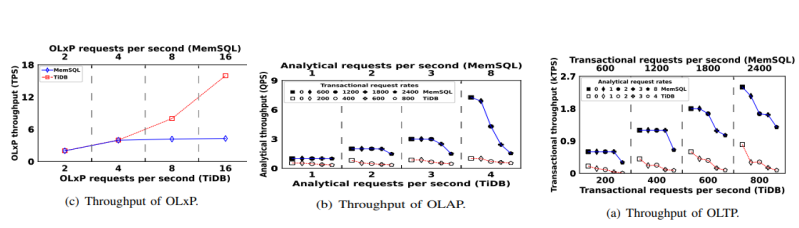 OLxP requests per second (MemSQL)
2 4 8 16
OLxP throughput (TPS)
18
12
6
0
MemSQL
TiDB
2 4 8 16
OLxP requests per second (TiDB)
(c) Throughput of OLxP.
Analytical requests per second (MemSQL)
1 2 3 8
Analytical throughput (QPS)
9
6
3
0
Transactional request rates
0 600 1200 1800 2400 MemSQL
0 200 400 600 800 TiDB
1 2 3 4
Analytical requests per second (TiDB)
(b) Throughput of OLAP.
Transactional requests per second (MemSQL)
600 1200 1800 2400
Transactional throughput (kTPS)
2.7
1.8
0.9
0
Analytical request rates
0 1 2 3 8 MemSQL
0 1 2 3 4 TiDB
200 400 600 800
Transactional requests per second (TiDB)
(a) Throughput of OLTP.